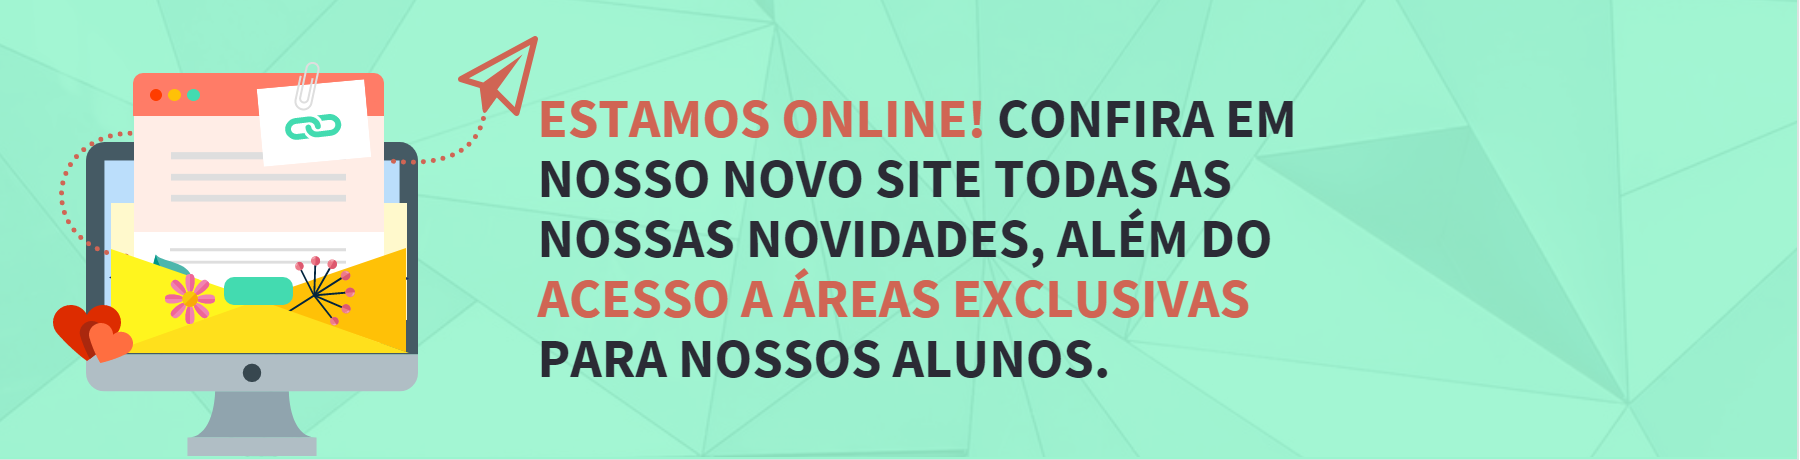 ESTAMOS ONLINE! CONFIRA EM
NOSSO NOVO SITE TODAS AS
NOSSAS NOVIDADES, ALÉM DO
ACESSO A ÁREAS EXCLUSIVAS
PARA NOSSOS ALUNOS.